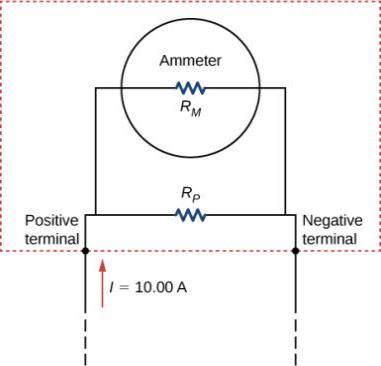 Ammeter
R_M
R_P
Positive
terminal
Negative
terminal
I = 10.00 A